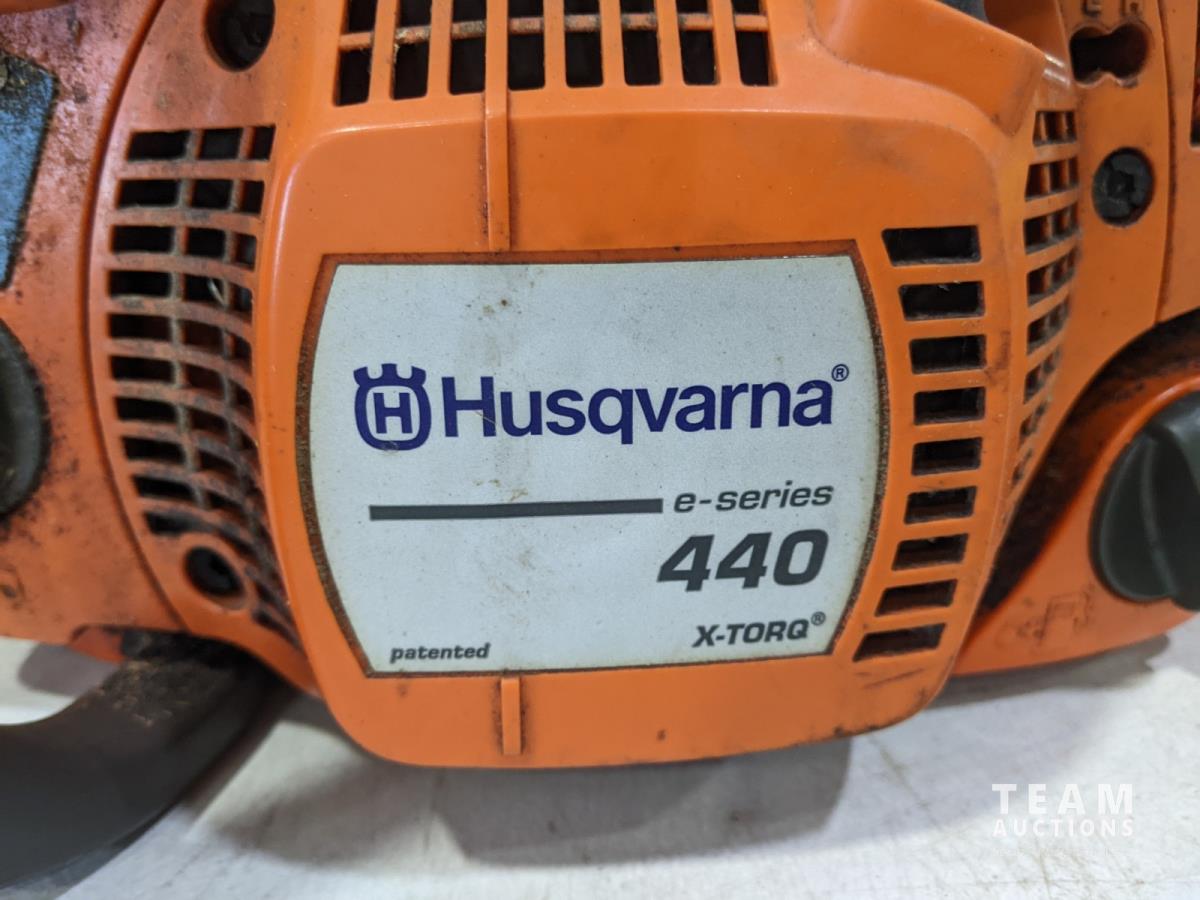 H Husqvarna®
e-series
440
X-TORQ®
patented
TEAM
AUCTIONS